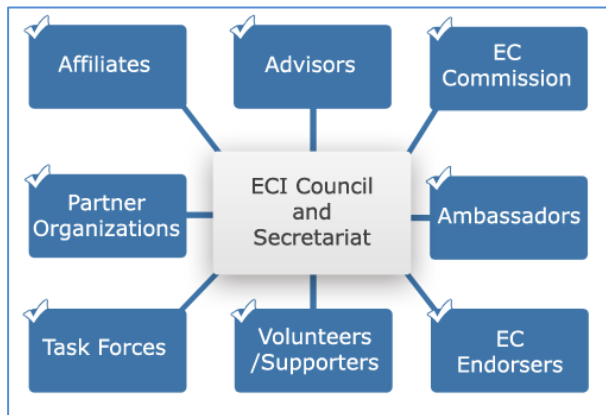 Affiliates
Advisors
EC
Commission
Partner
Organizations
ECI Council
and
Secretariat
Ambassadors
Task Forces
Volunteers
/Supporters
EC
Endorsers